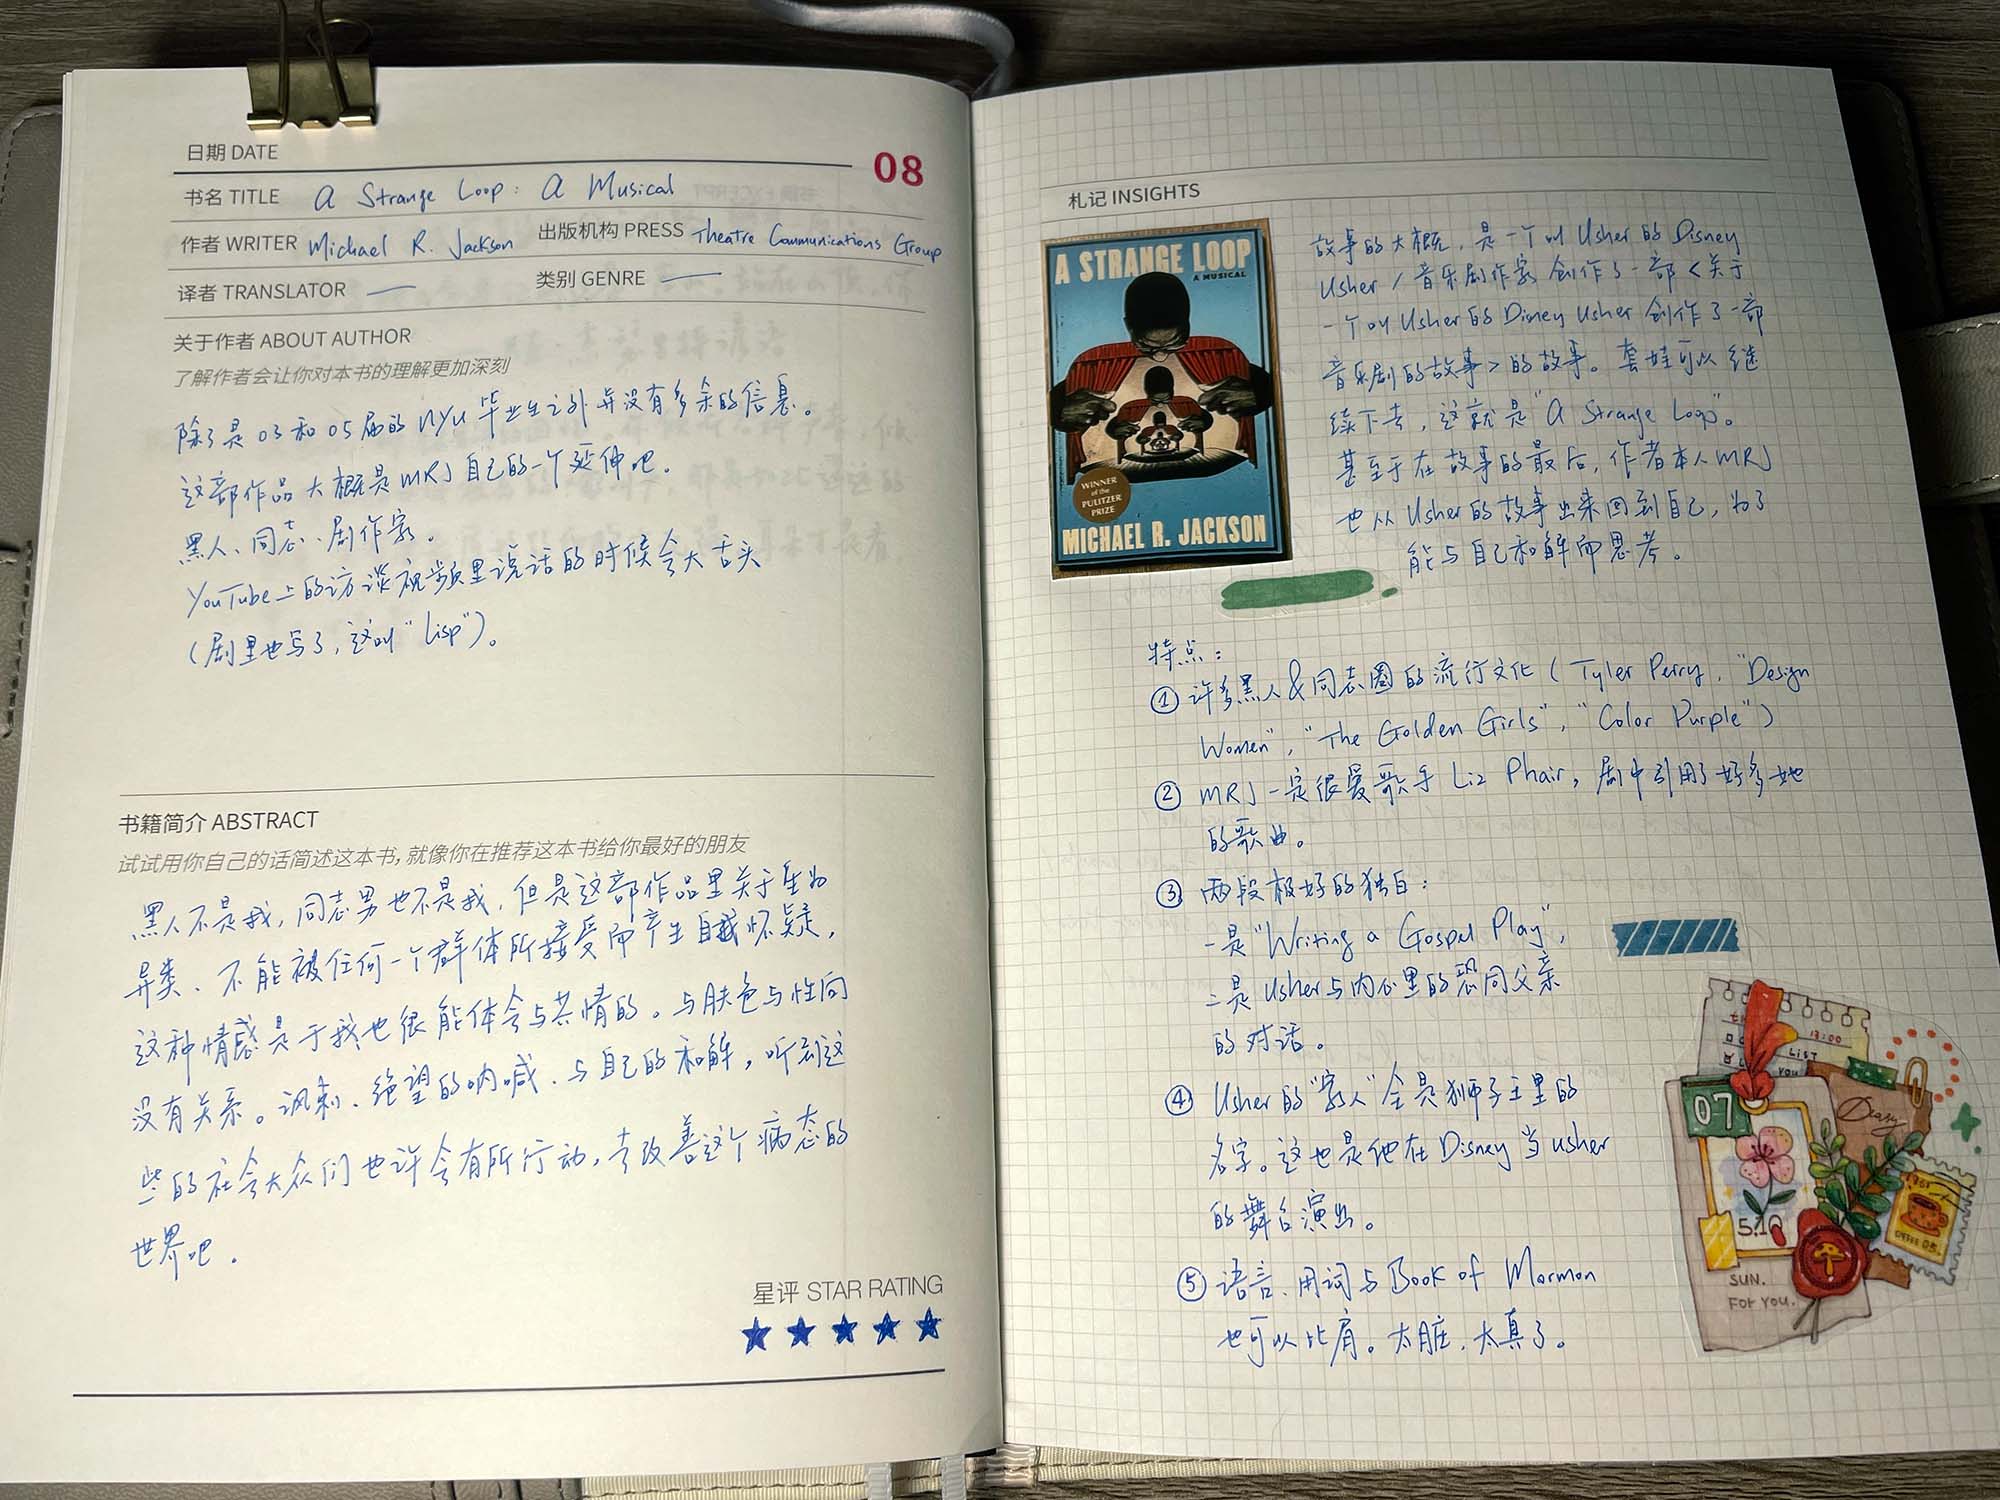 日期 DATE
08
书名 TITLE A Strange Loop: A Musical
作者 WRITER Michael R. Jackson 出版机构 PRESS Theatre Communications Group
译者 TRANSLATOR — 类别 GENRE —
关于作者 ABOUT AUTHOR
了解作者会让你对本书的理解更加深刻
除了是03和05届的NYU毕业生之外并没有多余的信息。
这部作品大概是MRJ自己的一个延伸吧.
黑人、同志、剧作家.
YouTube上的访谈视频里说话的时候会大舌头
(剧里也写了,这叫"lisp")。
书籍简介 ABSTRACT
试试用你自己的话简述这本书,就像你在推荐这本书给你最好的朋友
黑人不是我,同志男也不是我,但是这部作品里关于生为
异类、不能被任何一个群体所接受而产生自我怀疑,
这种情感是于我也很能体会与共情的。与肤色与性向
没有关系。讽刺、绝望的呐喊、与自己的和解,听到这
些的社会大众们也许会有所行动,去改善这个病态的
世界吧.
星评 STAR RATING
札记 INSIGHTS
A STRANGE LOOP
A MUSICAL
WINNER
of the
PULITZER
PRIZE
MICHAEL R. JACKSON
故事的大概,是一个叫Usher的Disney
Usher/音乐剧作家创作了一部<关于
一个叫Usher的Disney Usher创作了一部
音乐剧的故事>的故事。套娃可以继
续下去,这就是"A Strange Loop"。
甚至于在故事的最后,作者本人MRJ
也从Usher的故事出来回到自己,为了
能与自己和解而思考。
特点:
① 许多黑人&同志圈的流行文化(Tyler Perry, "Design
Women", "The Golden Girls", "Color Purple")
② MRJ一定很爱歌手Liz Phair,剧中引用了好多她
的歌曲。
③ 两段极好的独白:
一是"Writing a Gospel Play",
二是Usher与内心里的恐同父亲
的对话。
④ Usher的"家人"全是狮子王里的
名字。这也是他在Disney当usher
的舞台演出。
⑤ 语言、用词与Book of Mormon
也可以比肩。太脏,太真了。
13:00
LIST
YOU
07
Diary
5.10
SUN.
FOR YOU.